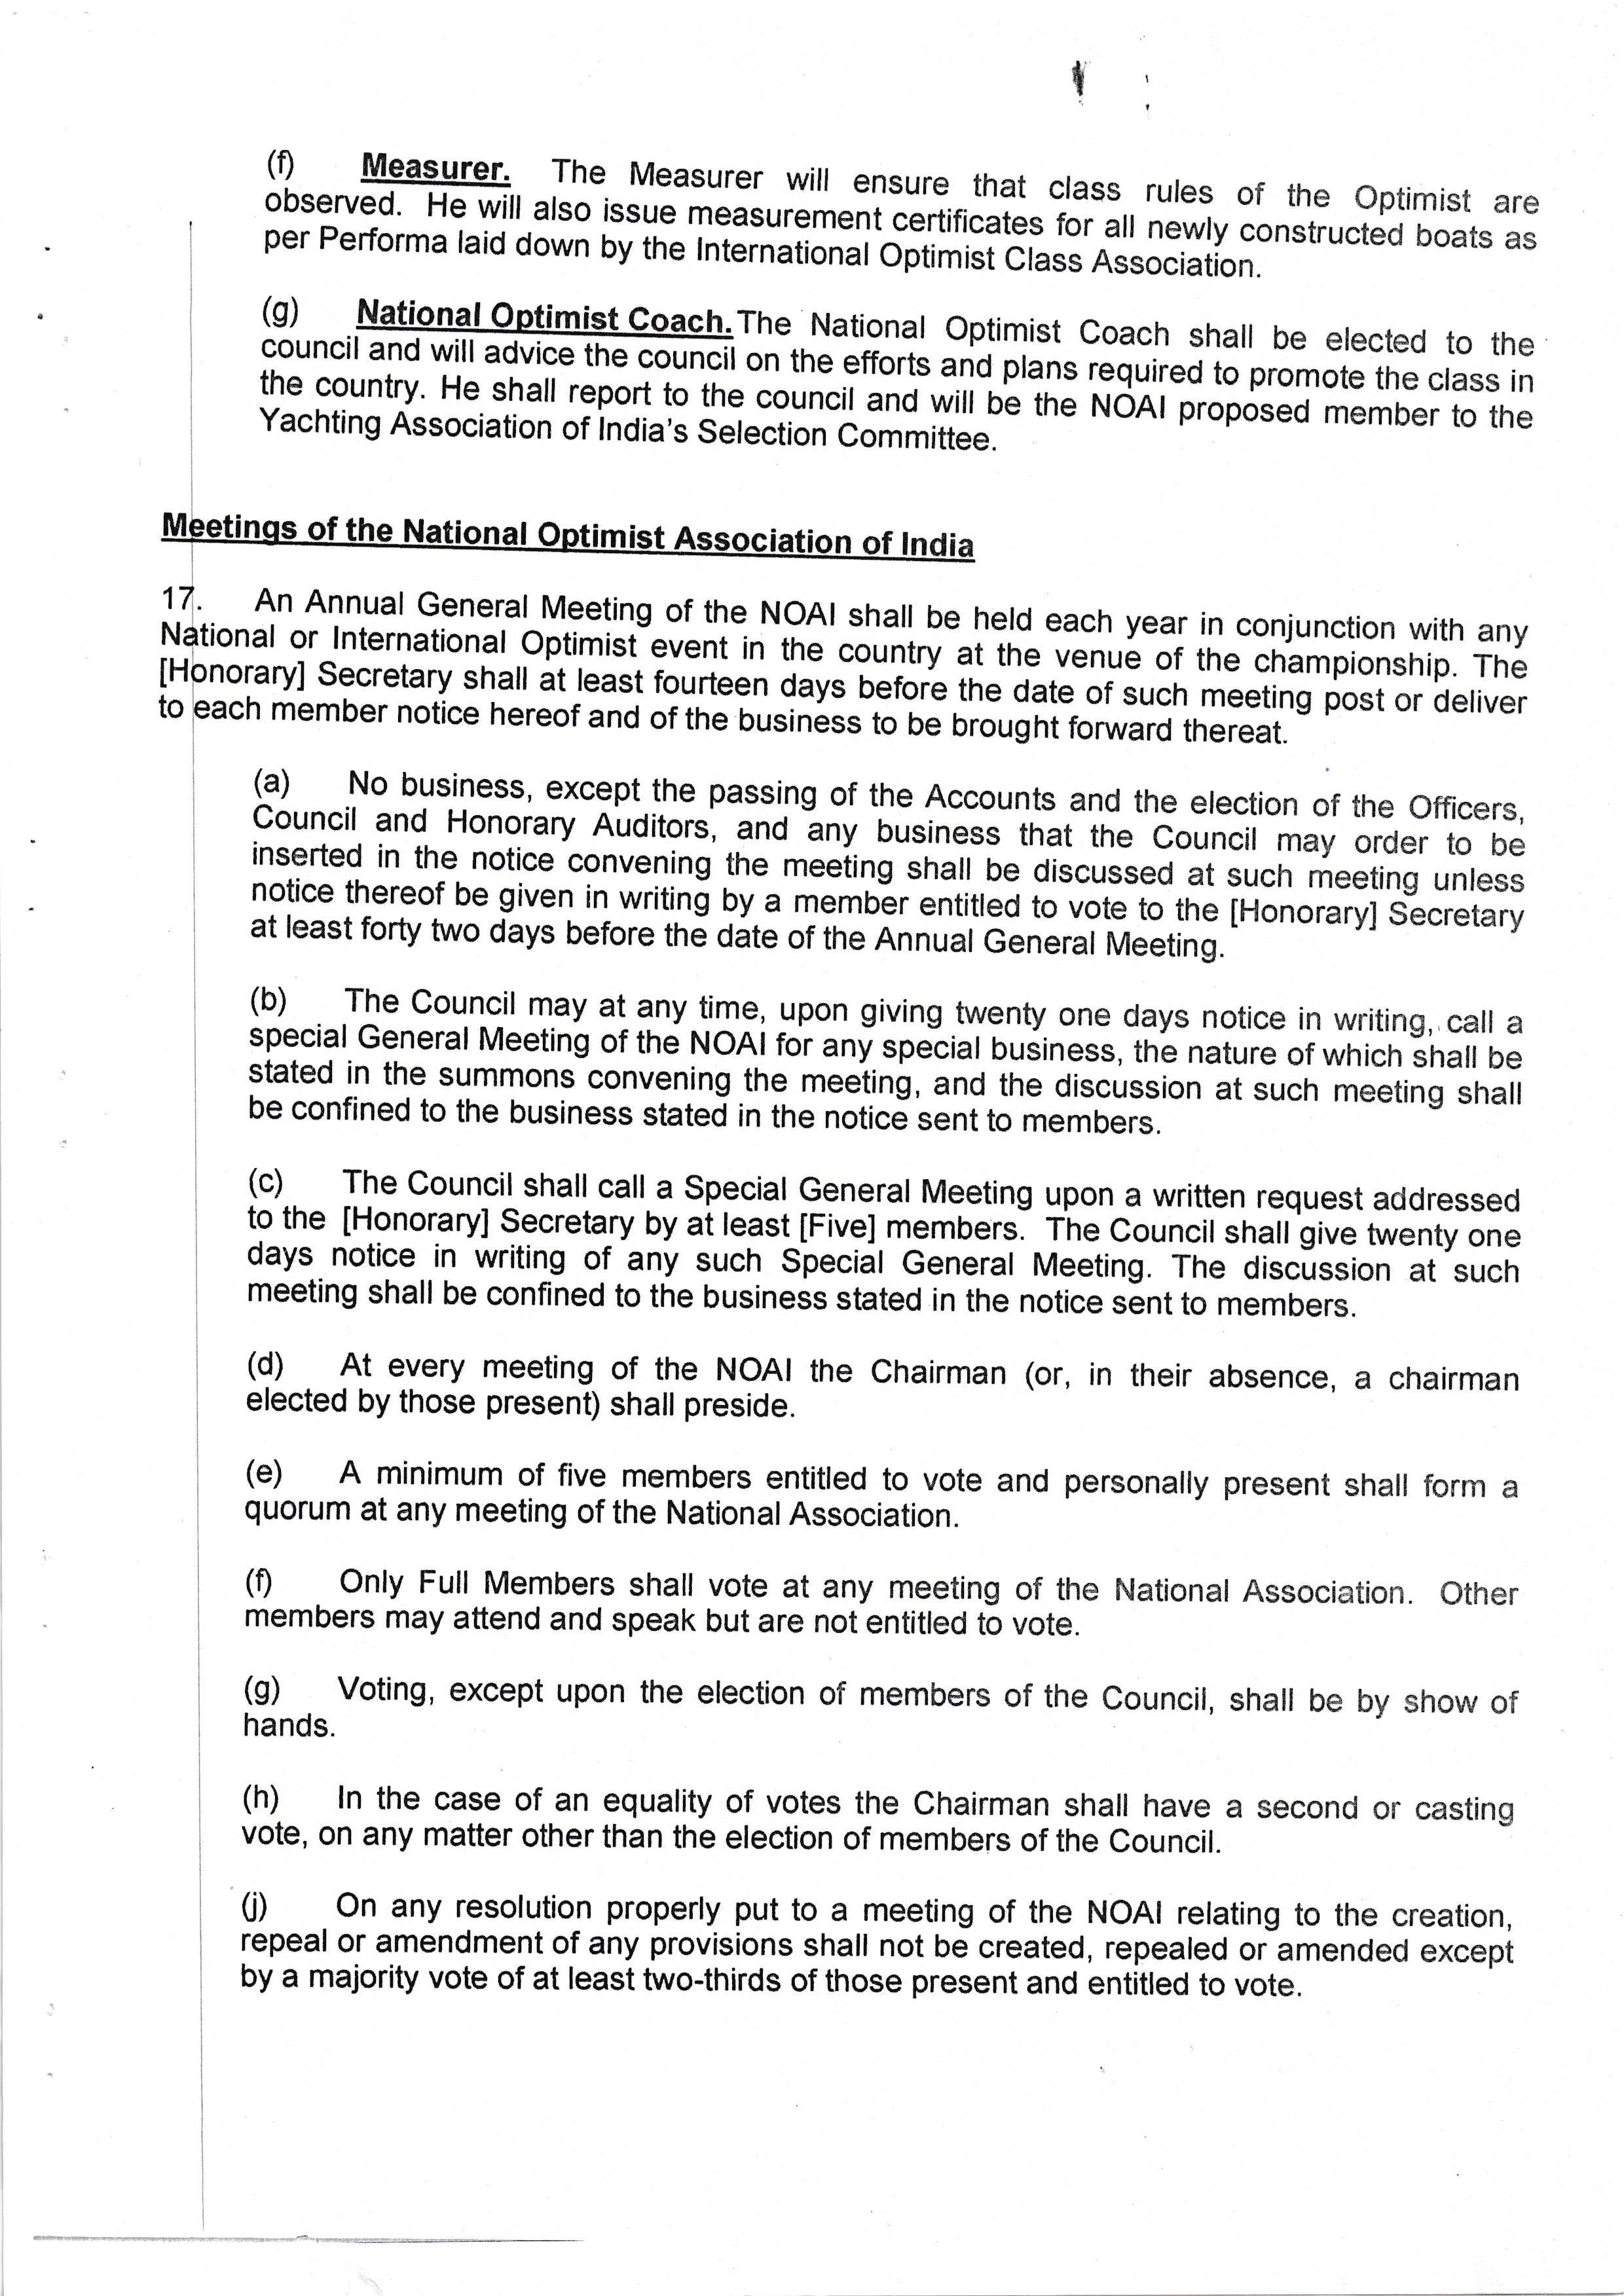 (f) Measurer. The Measurer will ensure that class rules of the Optimist are
observed. He will also issue measurement certificates for all newly constructed boats as
per Performa laid down by the International Optimist Class Association.
(g) National Optimist Coach. The National Optimist Coach shall be elected to the
council and will advice the council on the efforts and plans required to promote the class in
the country. He shall report to the council and will be the NOAI proposed member to the
Yachting Association of India's Selection Committee.
Meetings of the National Optimist Association of India
17. An Annual General Meeting of the NOAI shall be held each year in conjunction with any
National or International Optimist event in the country at the venue of the championship. The
[Honorary] Secretary shall at least fourteen days before the date of such meeting post or deliver
to each member notice hereof and of the business to be brought forward thereat.
(a) No business, except the passing of the Accounts and the election of the Officers,
Council and Honorary Auditors, and any business that the Council may order to be
inserted in the notice convening the meeting shall be discussed at such meeting unless
notice thereof be given in writing by a member entitled to vote to the [Honorary] Secretary
at least forty two days before the date of the Annual General Meeting.
(b) The Council may at any time, upon giving twenty one days notice in writing, call a
special General Meeting of the NOAI for any special business, the nature of which shall be
stated in the summons convening the meeting, and the discussion at such meeting shall
be confined to the business stated in the notice sent to members.
(c) The Council shall call a Special General Meeting upon a written request addressed
to the [Honorary] Secretary by at least [Five] members. The Council shall give twenty one
days notice in writing of any such Special General Meeting. The discussion at such
meeting shall be confined to the business stated in the notice sent to members.
(d) At every meeting of the NOAI the Chairman (or, in their absence, a chairman
elected by those present) shall preside.
(e) A minimum of five members entitled to vote and personally present shall form a
quorum at any meeting of the National Association.
(f) Only Full Members shall vote at any meeting of the National Association. Other
members may attend and speak but are not entitled to vote.
(g) Voting, except upon the election of members of the Council, shall be by show of
hands.
(h) In the case of an equality of votes the Chairman shall have a second or casting
vote, on any matter other than the election of members of the Council.
(j) On any resolution properly put to a meeting of the NOAI relating to the creation,
repeal or amendment of any provisions shall not be created, repealed or amended except
by a majority vote of at least two-thirds of those present and entitled to vote.